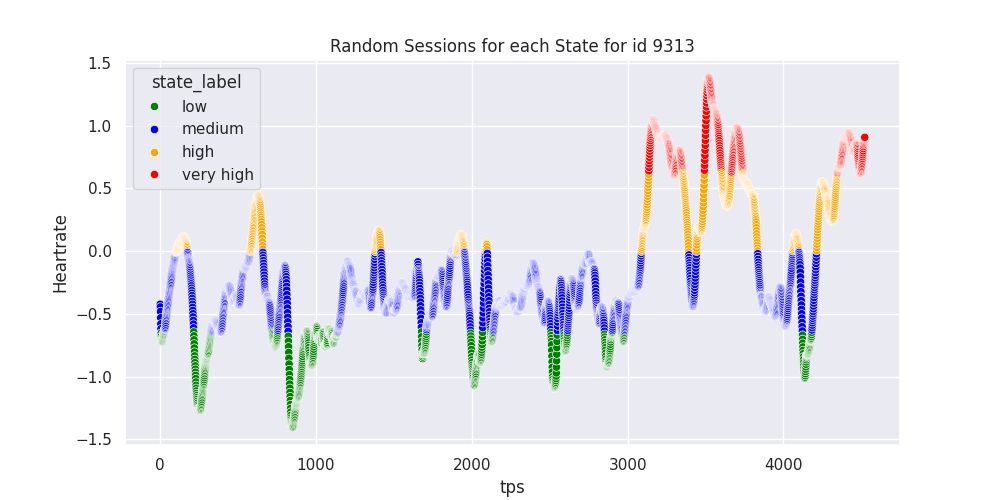 Random Sessions for each State for id 9313
state_label
low
medium
high
very high
Heartrate
1.5
1.0
0.5
0.0
−0.5
−1.0
−1.5
0 1000 2000 3000 4000
tps